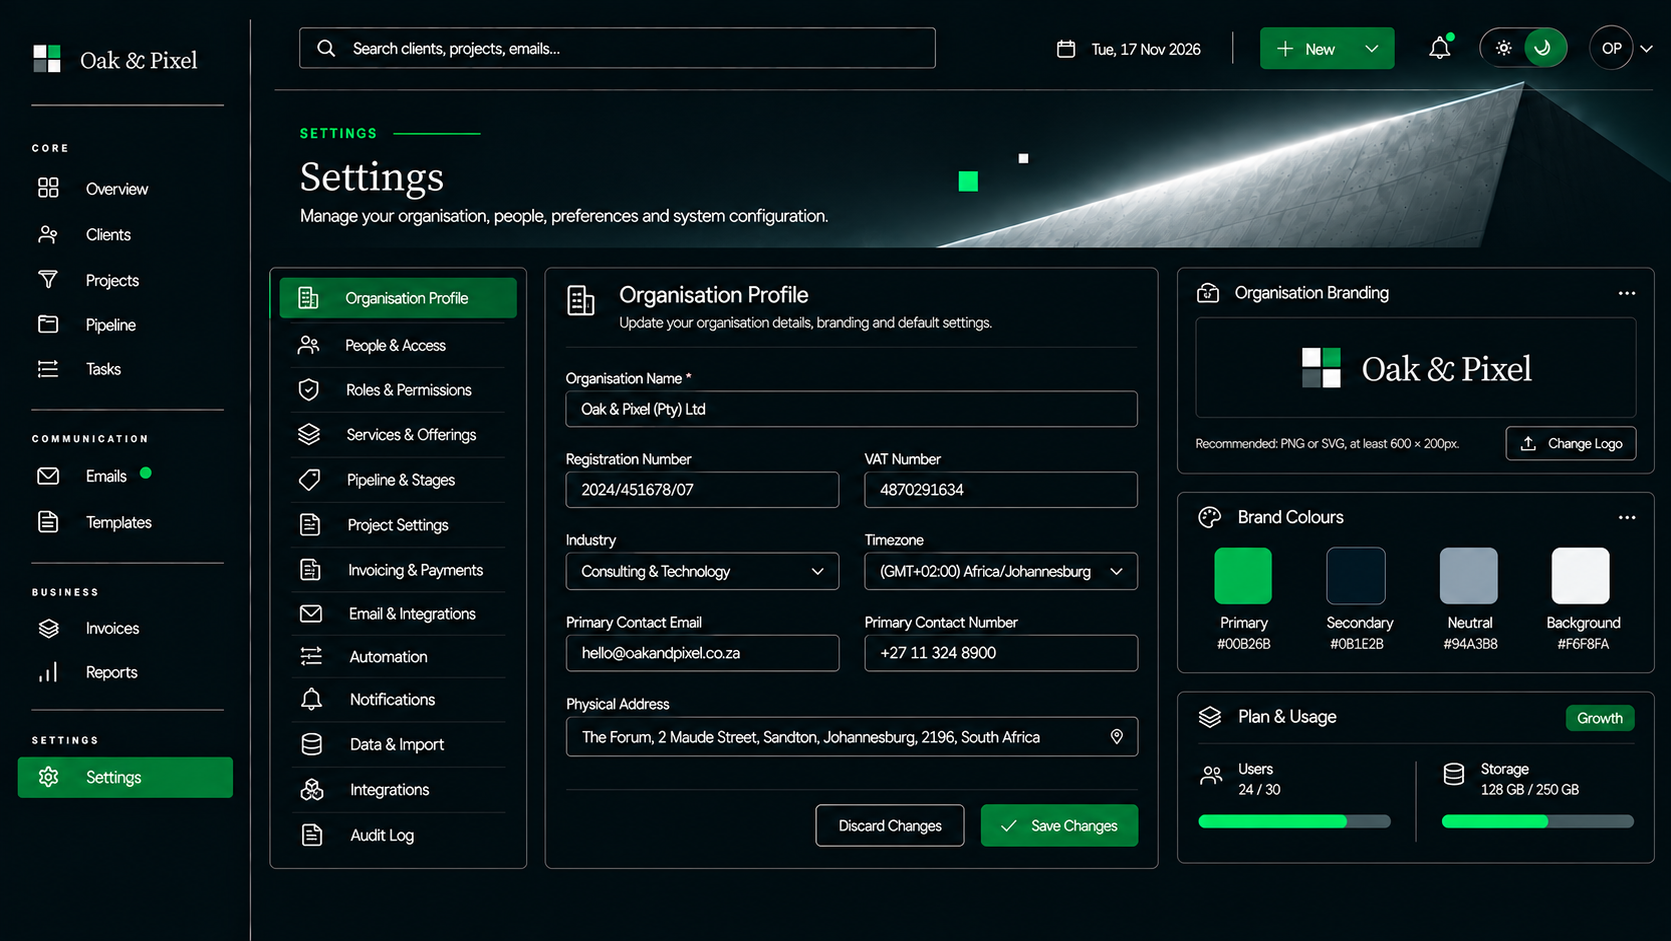 Oak & Pixel
Search clients, projects, emails...
Tue, 17 Nov 2026
New
OP
CORE
Overview
Clients
Projects
Pipeline
Tasks
COMMUNICATION
Emails
Templates
BUSINESS
Invoices
Reports
SETTINGS
Settings
SETTINGS
Settings
Manage your organisation, people, preferences and system configuration.
Organisation Profile
People & Access
Roles & Permissions
Services & Offerings
Pipeline & Stages
Project Settings
Invoicing & Payments
Email & Integrations
Automation
Notifications
Data & Import
Integrations
Audit Log
Organisation Profile
Update your organisation details, branding and default settings.
Organisation Name *
Oak & Pixel (Pty) Ltd
Registration Number
2024/451678/07
VAT Number
4870291634
Industry
Consulting & Technology
Timezone
(GMT+02:00) Africa/Johannesburg
Primary Contact Email
hello@oakandpixel.co.za
Primary Contact Number
+27 11 324 8900
Physical Address
The Forum, 2 Maude Street, Sandton, Johannesburg, 2196, South Africa
Discard Changes
Save Changes
Organisation Branding
Oak & Pixel
Recommended: PNG or SVG, at least 600 × 200px.
Change Logo
Brand Colours
Primary
#00B26B
Secondary
#0B1E2B
Neutral
#94A3B8
Background
#F6F8FA
Plan & Usage
Growth
Users
24 / 30
Storage
128 GB / 250 GB